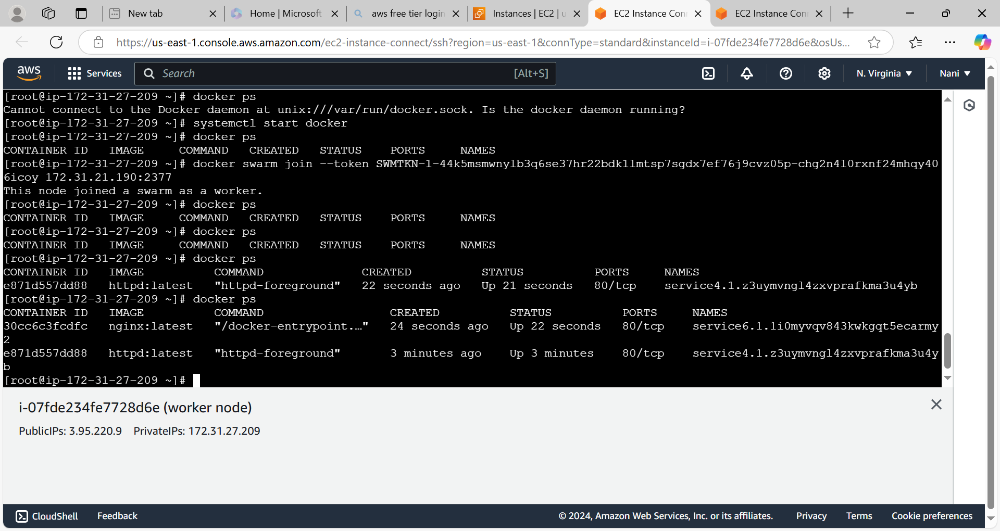 New tab
Home | Microsoft
aws free tier login
Instances | EC2 | u
EC2 Instance Con
EC2 Instance Con
https://us-east-1.console.aws.amazon.com/ec2-instance-connect/ssh?region=us-east-1&connType=standard&instanceId=i-07fde234fe7728d6e&osUs...
aws
Services
Search
[Alt+S]
N. Virginia
Nani
[root@ip-172-31-27-209 ~]# docker ps
Cannot connect to the Docker daemon at unix:///var/run/docker.sock. Is the docker daemon running?
[root@ip-172-31-27-209 ~]# systemctl start docker
[root@ip-172-31-27-209 ~]# docker ps
CONTAINER ID   IMAGE     COMMAND   CREATED   STATUS    PORTS     NAMES
[root@ip-172-31-27-209 ~]# docker swarm join --token SWMTKN-1-44k5msmwnylb3q6se37hr22bdk1lmtsp7sgdx7ef76j9cvz05p-chg2n4l0rxnf24mhqy40
6icoy 172.31.21.190:2377
This node joined a swarm as a worker.
[root@ip-172-31-27-209 ~]# docker ps
CONTAINER ID   IMAGE     COMMAND   CREATED   STATUS    PORTS     NAMES
[root@ip-172-31-27-209 ~]# docker ps
CONTAINER ID   IMAGE     COMMAND   CREATED   STATUS    PORTS     NAMES
[root@ip-172-31-27-209 ~]# docker ps
CONTAINER ID   IMAGE          COMMAND              CREATED          STATUS          PORTS     NAMES
e871d557dd88   httpd:latest   "httpd-foreground"   22 seconds ago   Up 21 seconds   80/tcp    service4.1.z3uymvngl4zxvprafkma3u4yb
[root@ip-172-31-27-209 ~]# docker ps
CONTAINER ID   IMAGE          COMMAND                  CREATED          STATUS          PORTS     NAMES
30cc6c3fcdfc   nginx:latest   "/docker-entrypoint.…"   24 seconds ago   Up 22 seconds   80/tcp    service6.1.1i0myvqv843kwkgqt5ecarmy
2
e871d557dd88   httpd:latest   "httpd-foreground"       3 minutes ago    Up 3 minutes    80/tcp    service4.1.z3uymvngl4zxvprafkma3u4y
b
[root@ip-172-31-27-209 ~]#
i-07fde234fe7728d6e (worker node)
PublicIPs: 3.95.220.9 PrivateIPs: 172.31.27.209
CloudShell
Feedback
© 2024, Amazon Web Services, Inc. or its affiliates.
Privacy
Terms
Cookie preferences